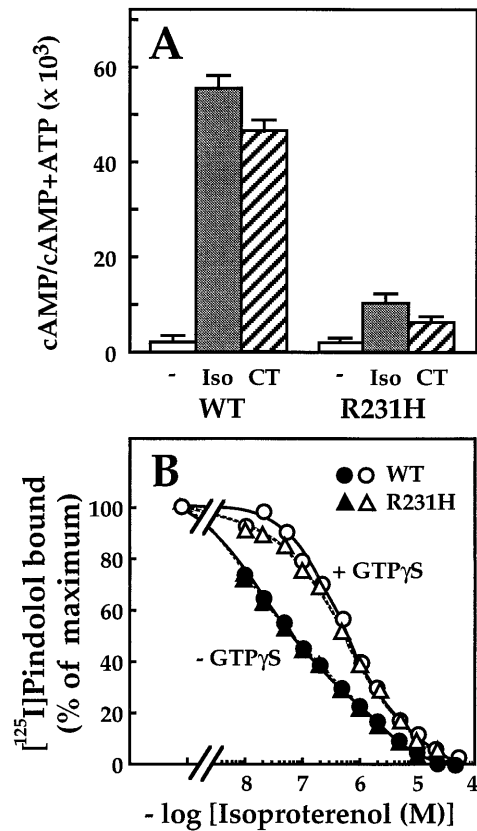 A
cAMP/cAMP+ATP (x 10³)
60
40
20
0
- Iso CT - Iso CT
WT R231H
B
[¹²⁵I]Pindolol bound
(% of maximum)
100
80
60
40
20
0
WT
R231H
+ GTPγS
- GTPγS
8 7 6 5 4
- log [Isoproterenol (M)]